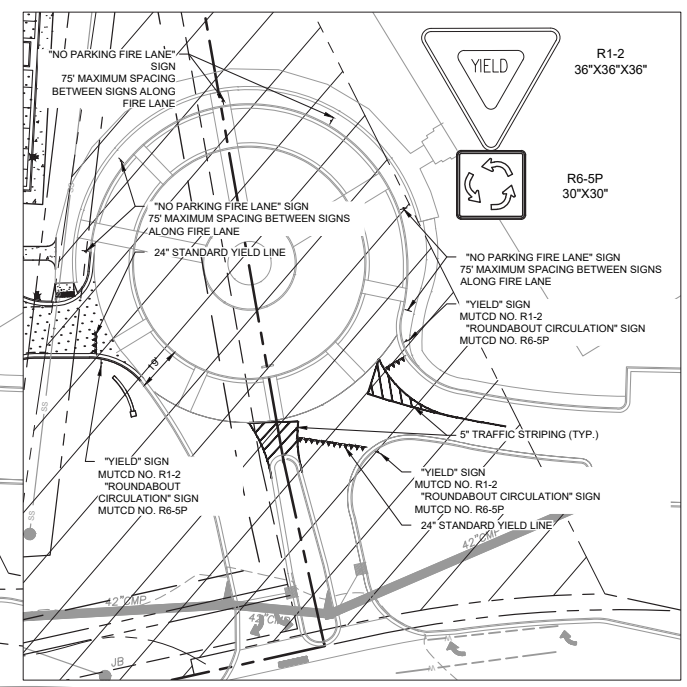 "NO PARKING FIRE LANE"
SIGN
75' MAXIMUM SPACING
BETWEEN SIGNS ALONG
FIRE LANE
YIELD
R1-2
36"X36"X36"
R6-5P
30"X30"
"NO PARKING FIRE LANE" SIGN
75' MAXIMUM SPACING BETWEEN SIGNS
ALONG FIRE LANE
24" STANDARD YIELD LINE
"NO PARKING FIRE LANE" SIGN
75' MAXIMUM SPACING BETWEEN SIGNS
ALONG FIRE LANE
"YIELD" SIGN
MUTCD NO. R1-2
"ROUNDABOUT CIRCULATION" SIGN
MUTCD NO. R6-5P
19'
5" TRAFFIC STRIPING (TYP.)
"YIELD" SIGN
MUTCD NO. R1-2
"ROUNDABOUT
CIRCULATION" SIGN
MUTCD NO. R6-5P
"YIELD" SIGN
MUTCD NO. R1-2
"ROUNDABOUT CIRCULATION" SIGN
MUTCD NO. R6-5P
24" STANDARD YIELD LINE
SS
SS
SS
42"CMP
42"CMP
JB
W
W